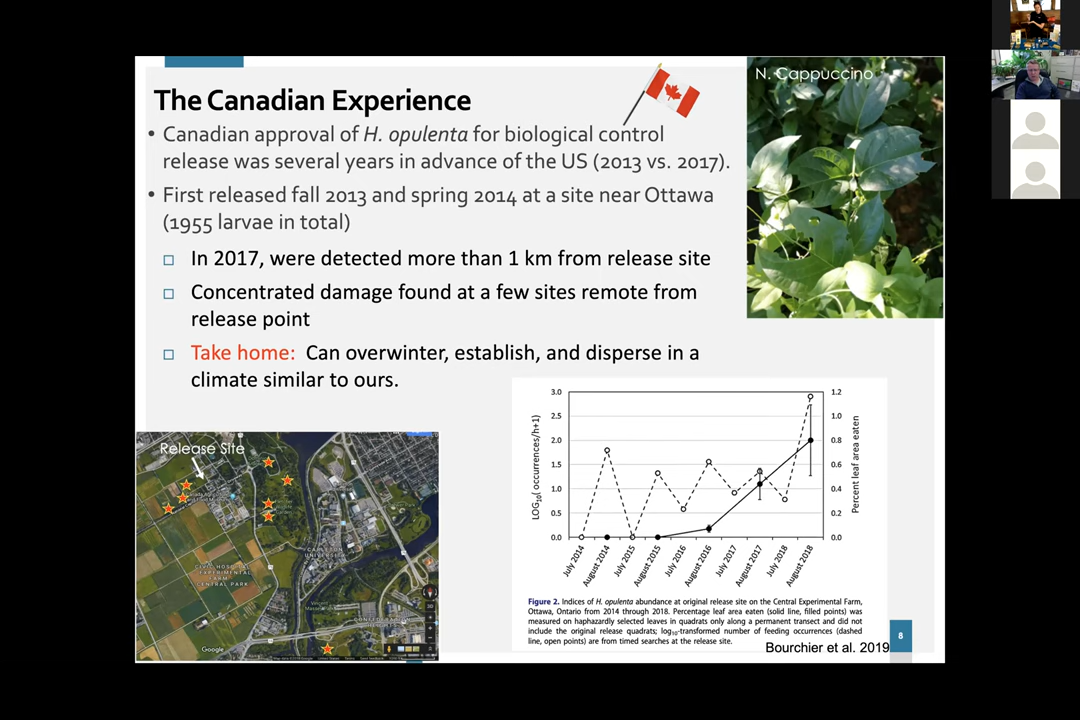 N. Cappuccino
The Canadian Experience
• Canadian approval of H. opulenta for biological control
release was several years in advance of the US (2013 vs. 2017).
• First released fall 2013 and spring 2014 at a site near Ottawa
(1955 larvae in total)
In 2017, were detected more than 1 km from release site
Concentrated damage found at a few sites remote from
release point
Take home: Can overwinter, establish, and disperse in a
climate similar to ours.
Release Site
CARLETON
UNIVERSITY
CENTRAL PARK
Google
LOG10( occurrences/h+1)
3.0
2.5
2.0
1.5
1.0
0.5
0.0
1.2
1.0
0.8
0.6
0.4
0.2
0.0
Percent leaf area eaten
July 2014
August 2014
July 2015
August 2015
July 2016
August 2016
July 2017
August 2017
July 2018
August 2018
Figure 2. Indices of H. opulenta abundance at original release site on the Central Experimental Farm,
Ottawa, Ontario from 2014 through 2018. Percentage leaf area eaten (solid line, filled points) was
measured on haphazardly selected leaves in quadrats only along a permanent transect and did not
include the original release quadrats; log10-transformed number of feeding occurrences (dashed
line, open points) are from timed searches at the release site.
Bourchier et al. 2019
8